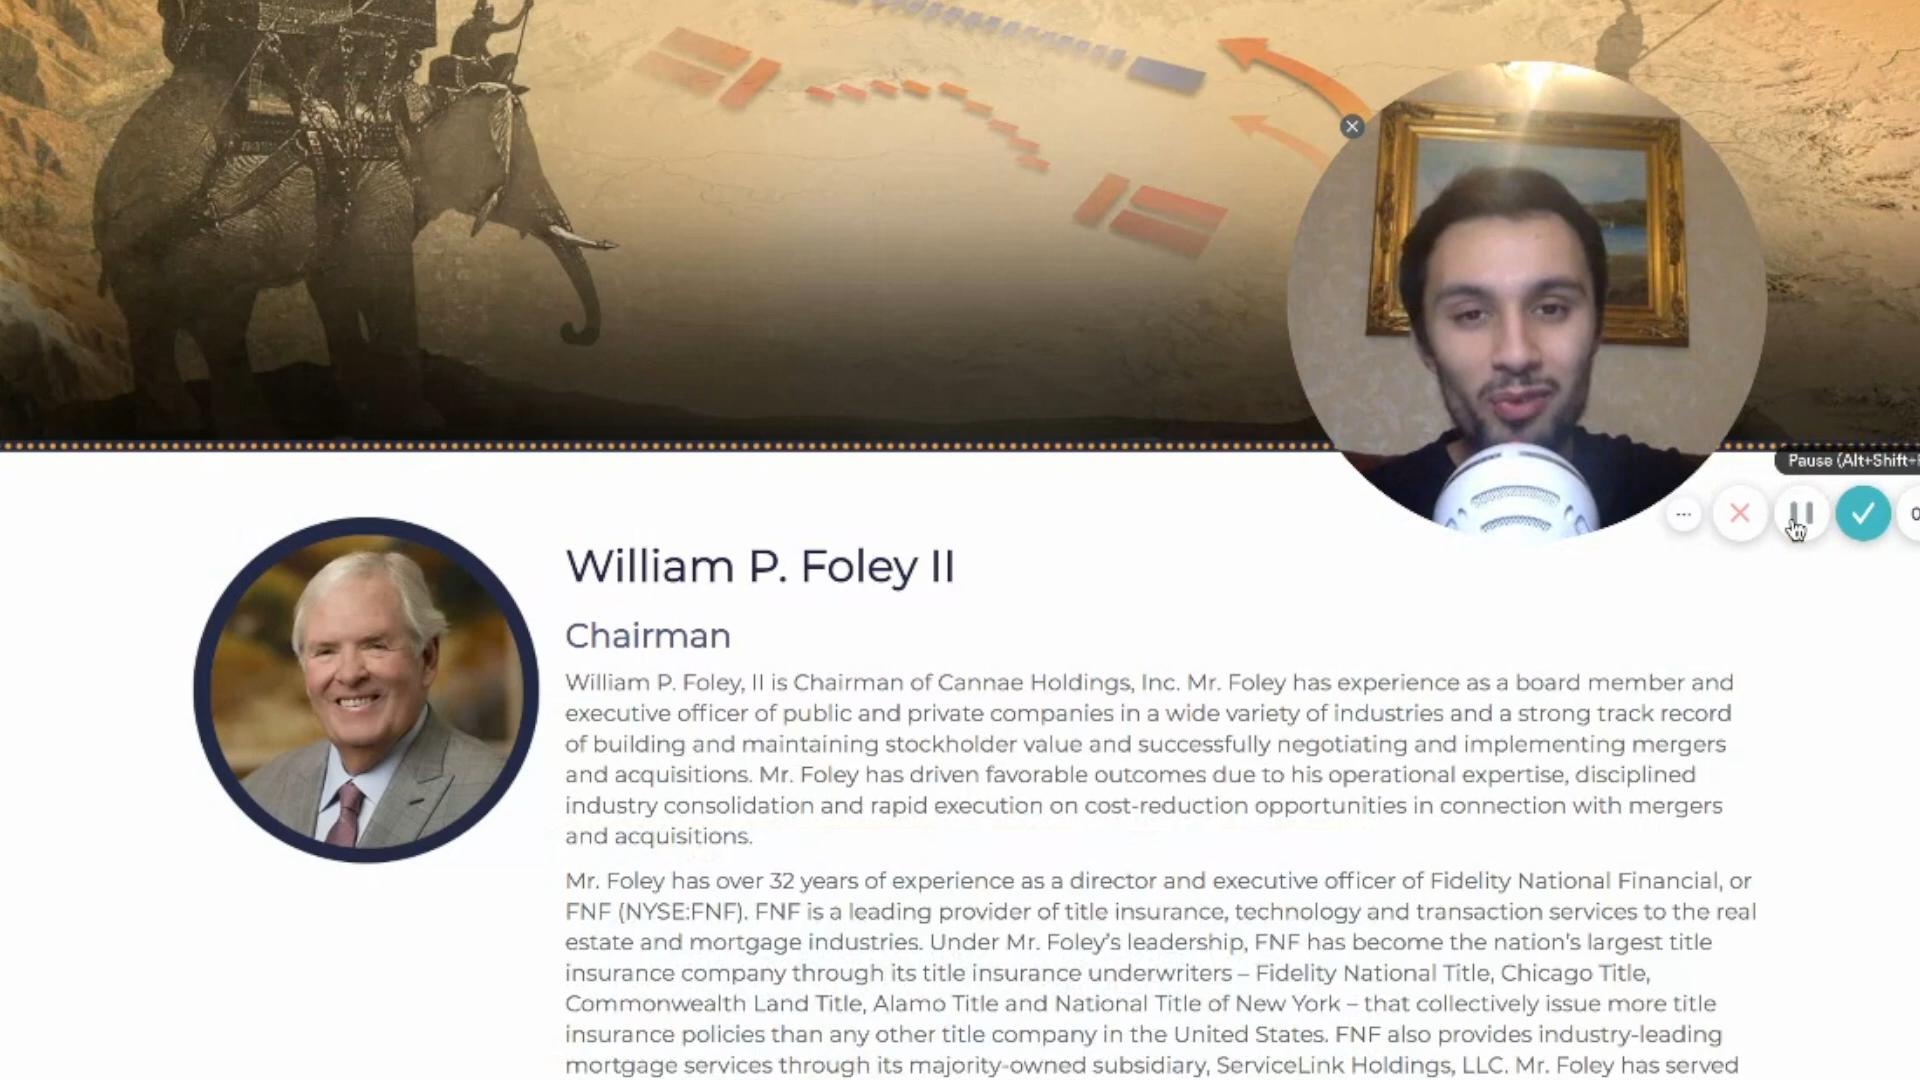 Pause (Alt+Shift+
William P. Foley II
Chairman
William P. Foley, II is Chairman of Cannae Holdings, Inc. Mr. Foley has experience as a board member and
executive officer of public and private companies in a wide variety of industries and a strong track record
of building and maintaining stockholder value and successfully negotiating and implementing mergers
and acquisitions. Mr. Foley has driven favorable outcomes due to his operational expertise, disciplined
industry consolidation and rapid execution on cost-reduction opportunities in connection with mergers
and acquisitions.
Mr. Foley has over 32 years of experience as a director and executive officer of Fidelity National Financial, or
FNF (NYSE:FNF). FNF is a leading provider of title insurance, technology and transaction services to the real
estate and mortgage industries. Under Mr. Foley’s leadership, FNF has become the nation’s largest title
insurance company through its title insurance underwriters – Fidelity National Title, Chicago Title,
Commonwealth Land Title, Alamo Title and National Title of New York – that collectively issue more title
insurance policies than any other title company in the United States. FNF also provides industry-leading
mortgage services through its majority-owned subsidiary, ServiceLink Holdings, LLC. Mr. Foley has served